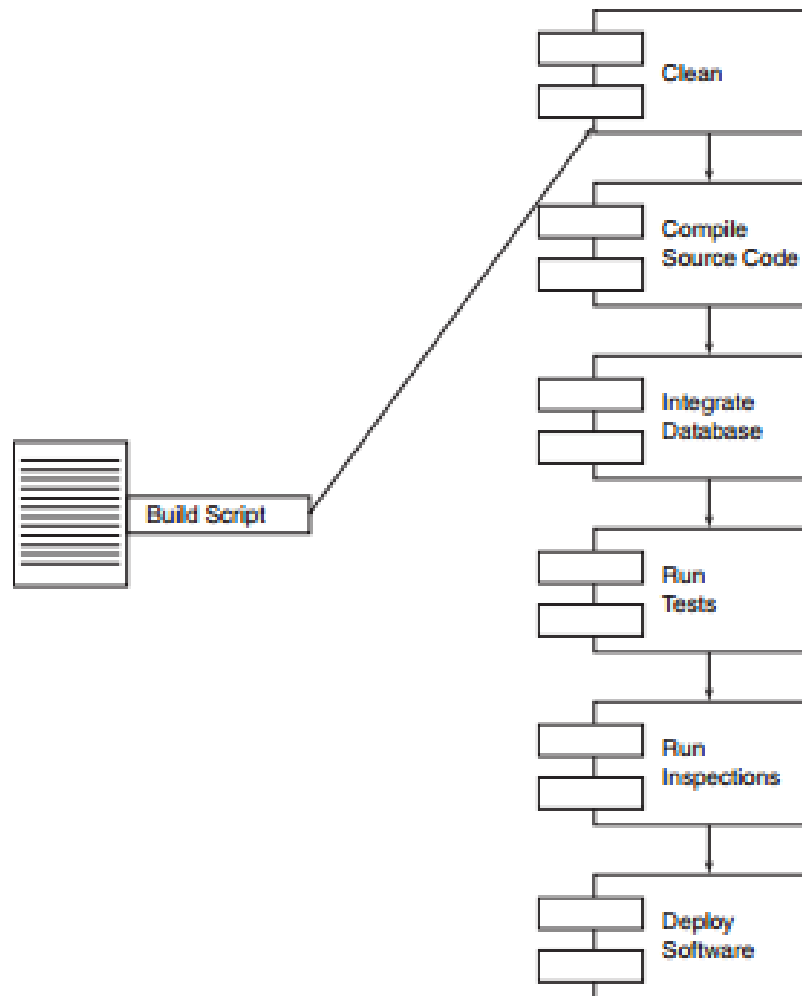 Clean
Compile
Source Code
Integrate
Database
Build Script
Run
Tests
Run
Inspections
Deploy
Software